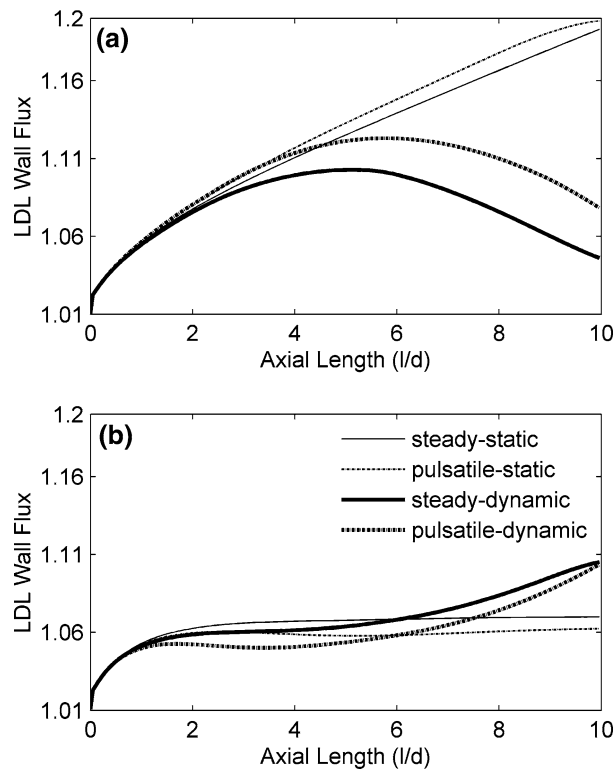 (a)
1.2
1.16
1.11
1.06
1.01
LDL Wall Flux
0 2 4 6 8 10
Axial Length (l/d)
(b)
1.2
1.16
1.11
1.06
1.01
LDL Wall Flux
steady-static
pulsatile-static
steady-dynamic
pulsatile-dynamic
0 2 4 6 8 10
Axial Length (l/d)